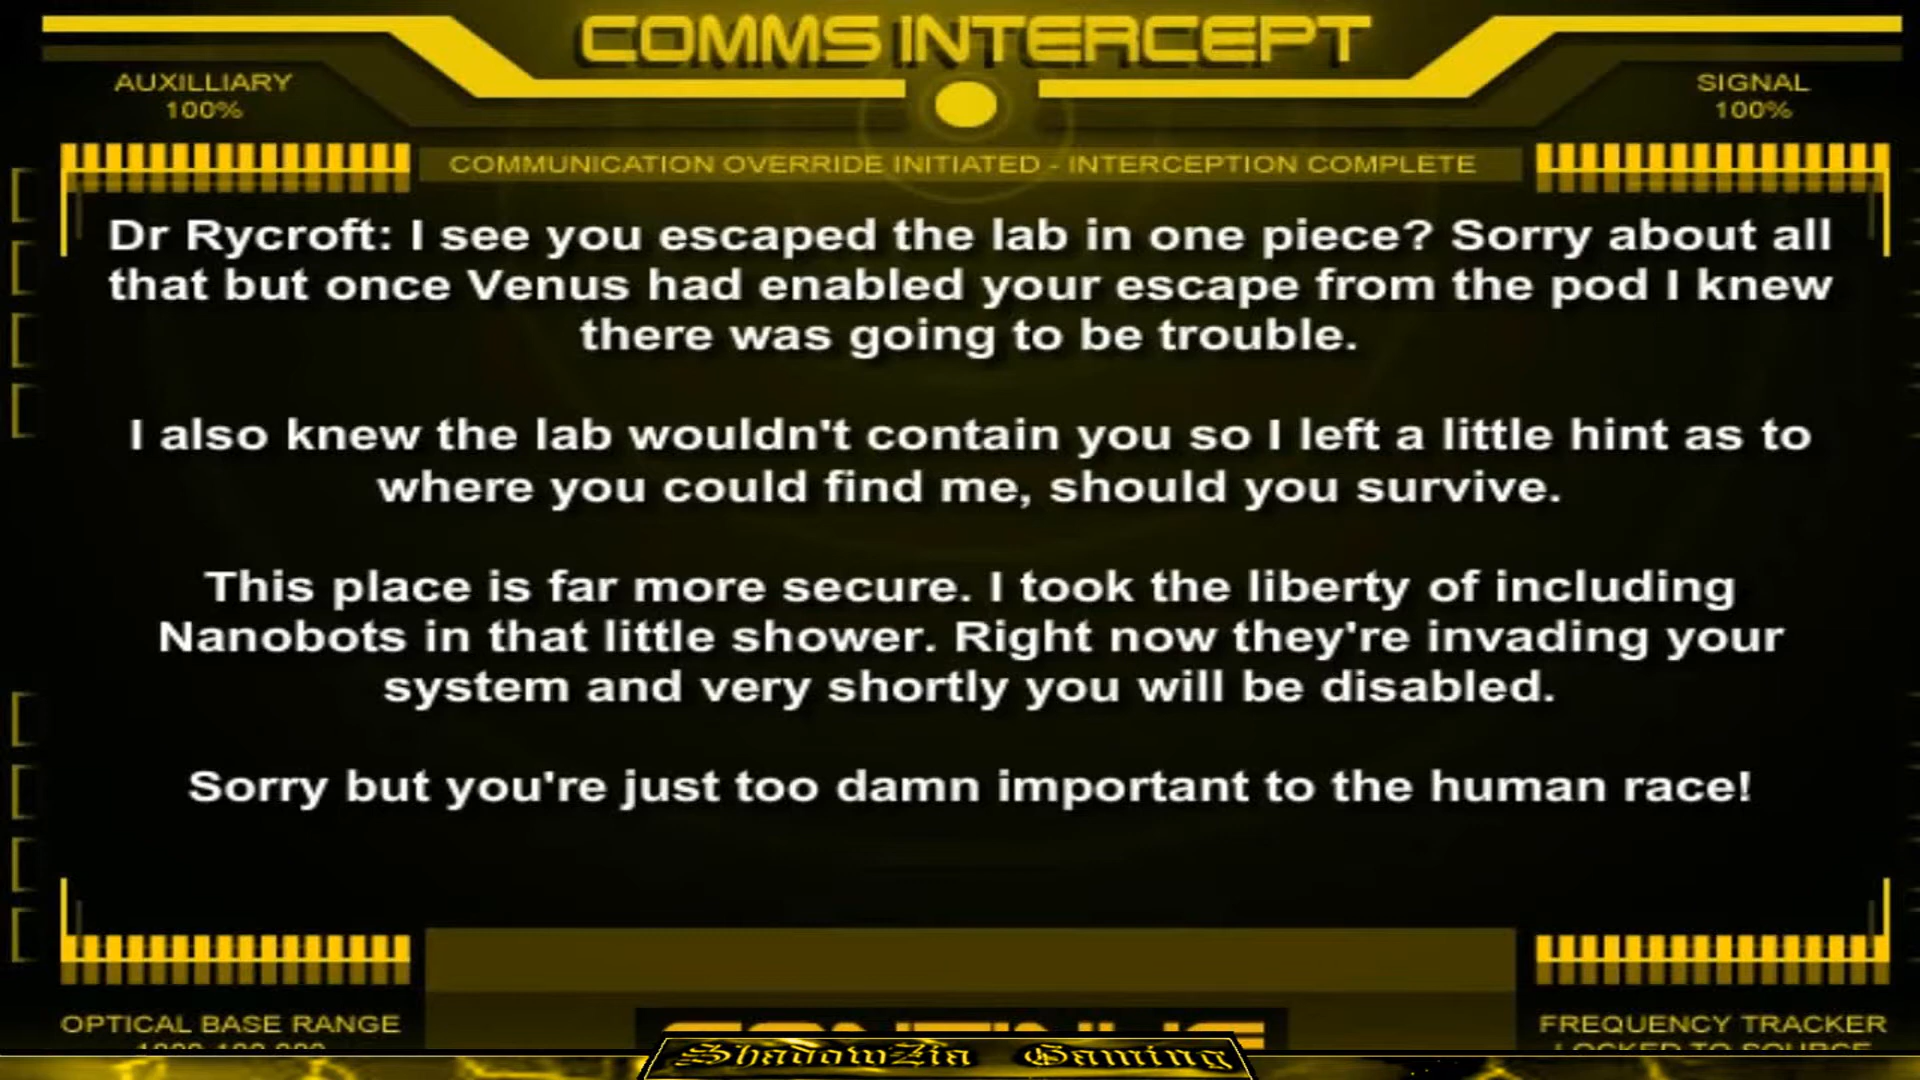 COMMS INTERCEPT
AUXILLIARY
100%
SIGNAL
100%
COMMUNICATION OVERRIDE INITIATED - INTERCEPTION COMPLETE
Dr Rycroft: I see you escaped the lab in one piece? Sorry about all
that but once Venus had enabled your escape from the pod I knew
there was going to be trouble.
I also knew the lab wouldn't contain you so I left a little hint as to
where you could find me, should you survive.
This place is far more secure. I took the liberty of including
Nanobots in that little shower. Right now they're invading your
system and very shortly you will be disabled.
Sorry but you're just too damn important to the human race!
OPTICAL BASE RANGE
CONTINUE
FREQUENCY TRACKER
LOCKED TO SOURCE
ShadowZia Gaming